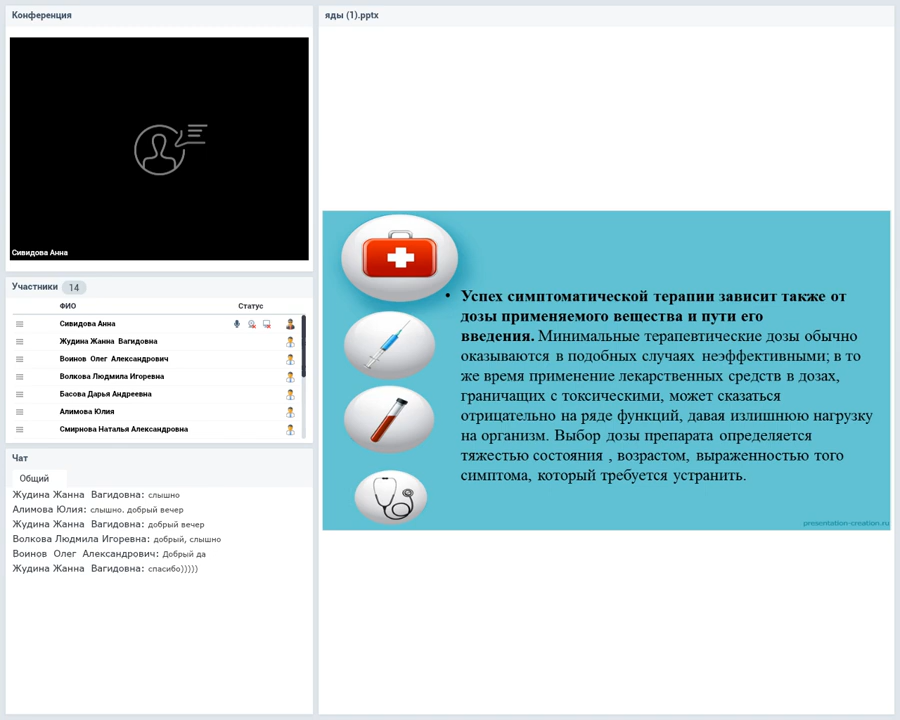 Конференция
Сивидова Анна
Участники 14
ФИО Статус
Сивидова Анна
Жудина Жанна Вагидовна
Воинов Олег Александрович
Волкова Людмила Игоревна
Басова Дарья Андреевна
Алимова Юлия
Смирнова Наталья Александровна
Чат
Общий
Жудина Жанна Вагидовна: слышно
Алимова Юлия: слышно. добрый вечер
Жудина Жанна Вагидовна: добрый вечер
Волкова Людмила Игоревна: добрый, слышно
Воинов Олег Александрович: Добрый да
Жудина Жанна Вагидовна: спасибо)))))
яды (1).pptx
• Успех симптоматической терапии зависит также от
дозы применяемого вещества и пути его
введения. Минимальные терапевтические дозы обычно
оказываются в подобных случаях неэффективными; в то
же время применение лекарственных средств в дозах,
граничащих с токсическими, может сказаться
отрицательно на ряде функций, давая излишнюю нагрузку
на организм. Выбор дозы препарата определяется
тяжестью состояния , возрастом, выраженностью того
симптома, который требуется устранить.
presentation-creation.ru